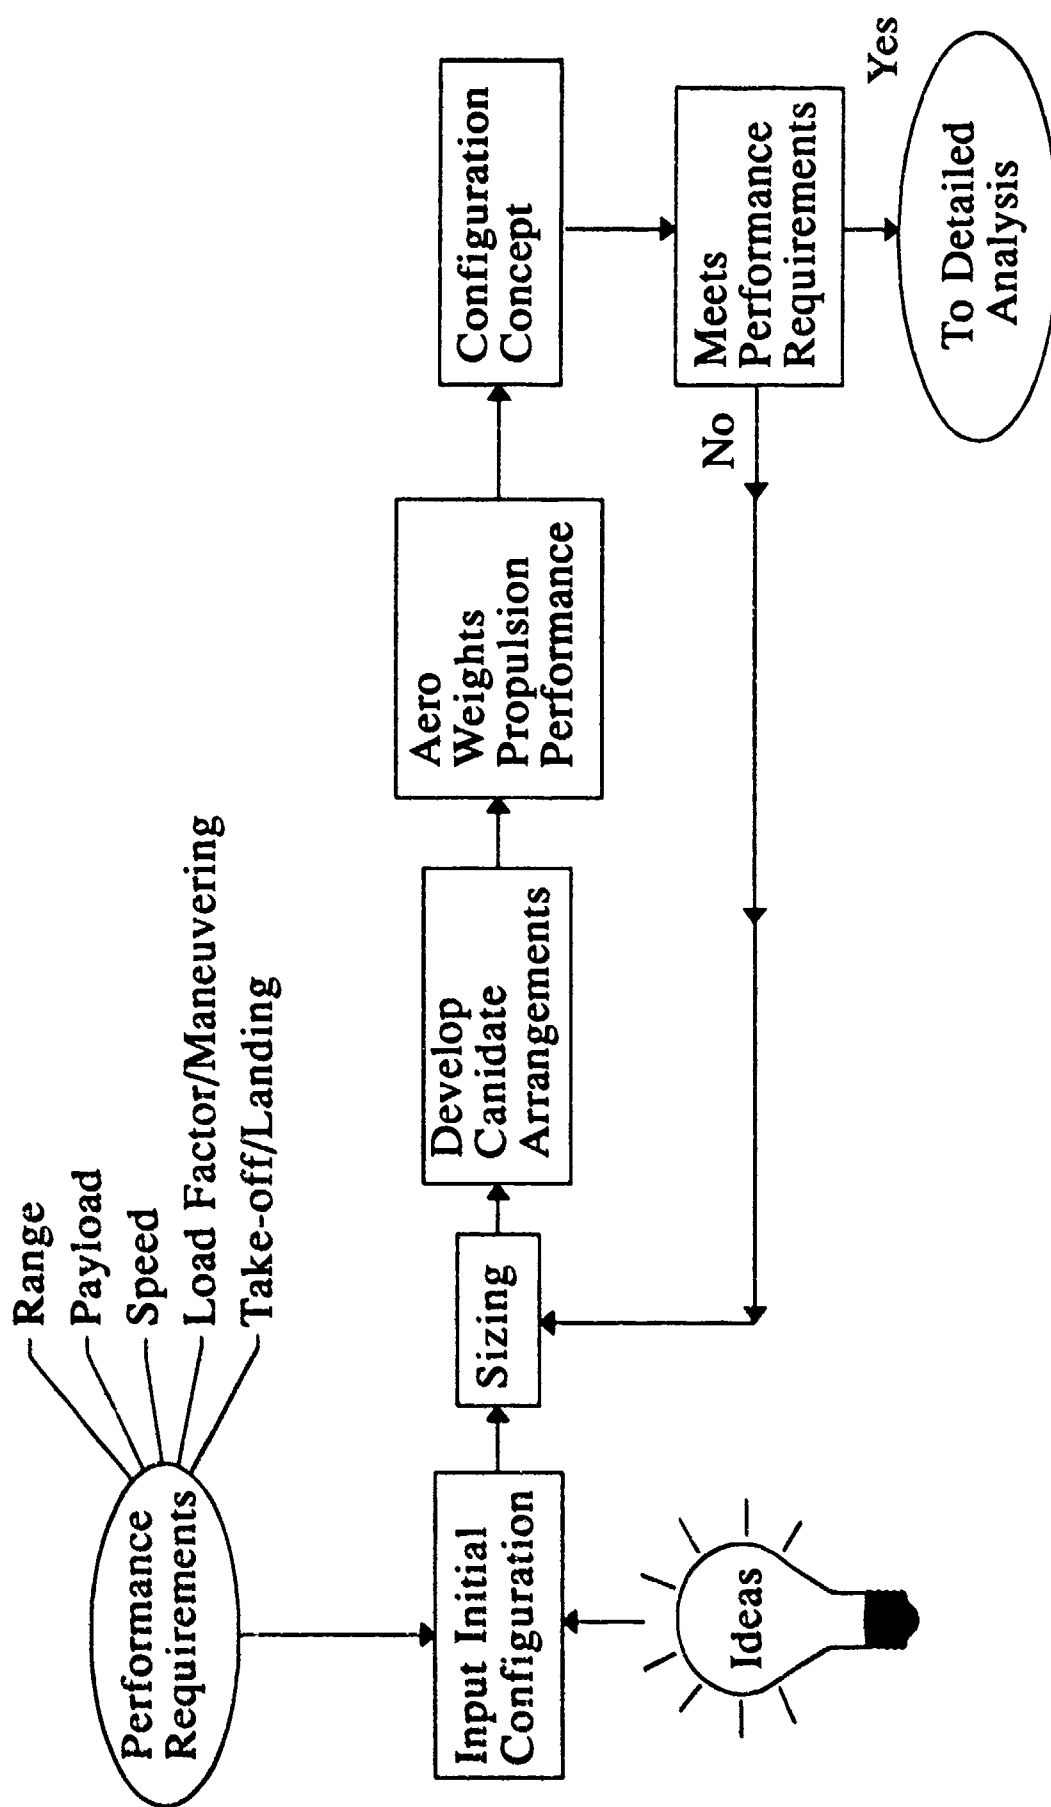 Range
Payload
Speed
Load Factor/Maneuvering
Take-off/Landing
Performance
Requirements
Input Initial
Configuration
Ideas
Sizing
Develop
Canidate
Arrangements
Aero
Weights
Propulsion
Performance
Configuration
Concept
Meets
Performance
Requirements
No
Yes
To Detailed
Analysis